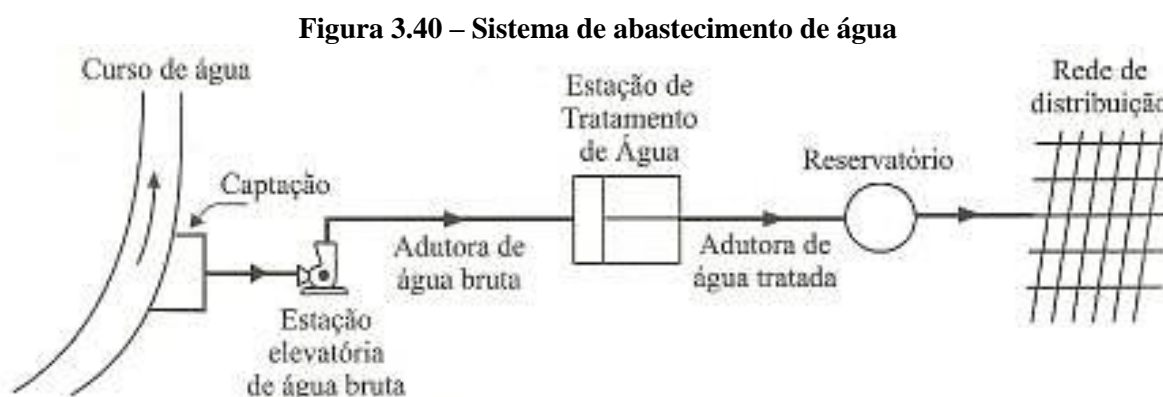 Figura 3.40 – Sistema de abastecimento de água
Curso de água
Captação
Estação
elevatória
de água bruta
Adutora de
água bruta
Estação de
Tratamento
de Água
Adutora de
água tratada
Reservatório
Rede de
distribuição